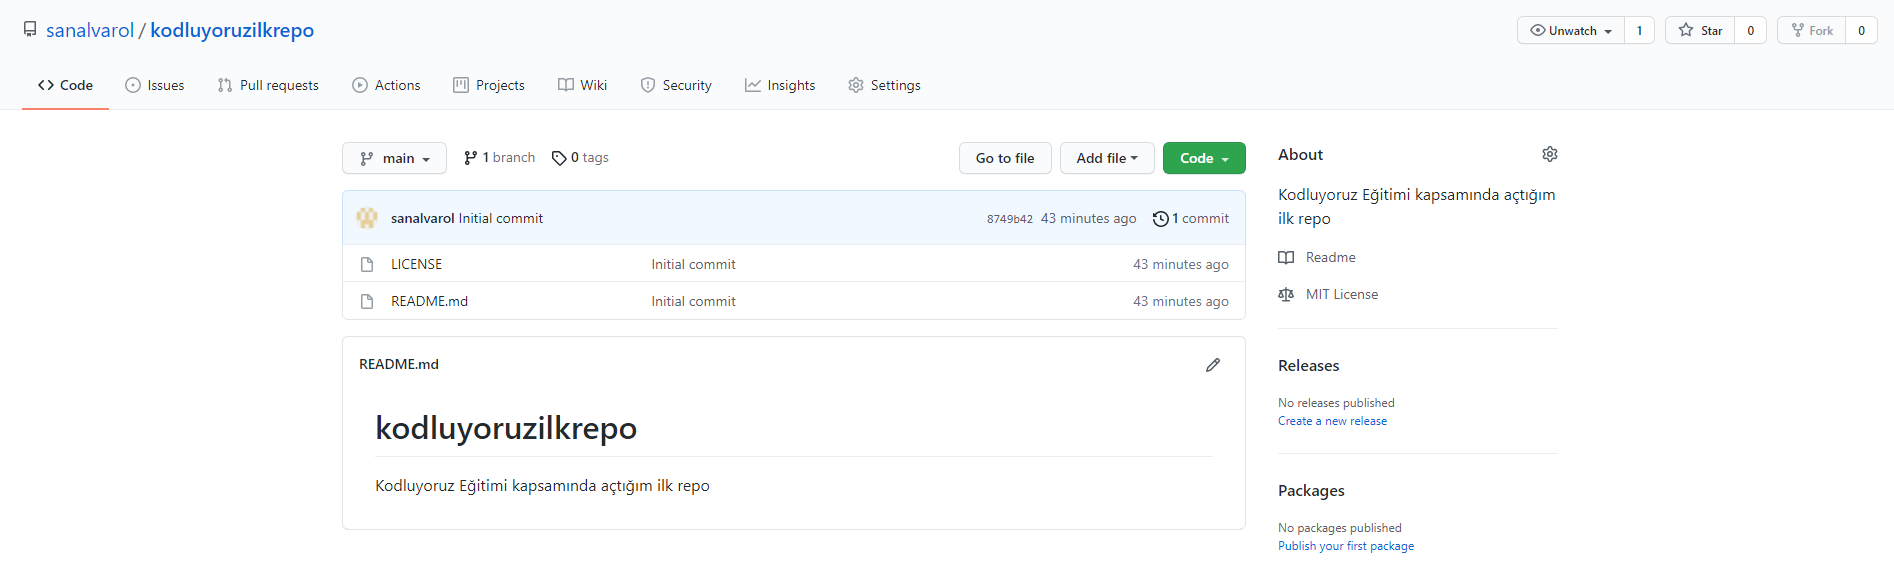 sanalvarol / kodluyoruzilkrepo
Unwatch 1 Star 0 Fork 0
Code Issues Pull requests Actions Projects Wiki Security Insights Settings
main 1 branch 0 tags Go to file Add file Code
sanalvarol Initial commit 8749b42 43 minutes ago 1 commit
LICENSE Initial commit 43 minutes ago
README.md Initial commit 43 minutes ago
README.md
kodluyoruzilkrepo
Kodluyoruz Eğitimi kapsamında açtığım ilk repo
About
Kodluyoruz Eğitimi kapsamında açtığım
ilk repo
Readme
MIT License
Releases
No releases published
Create a new release
Packages
No packages published
Publish your first package